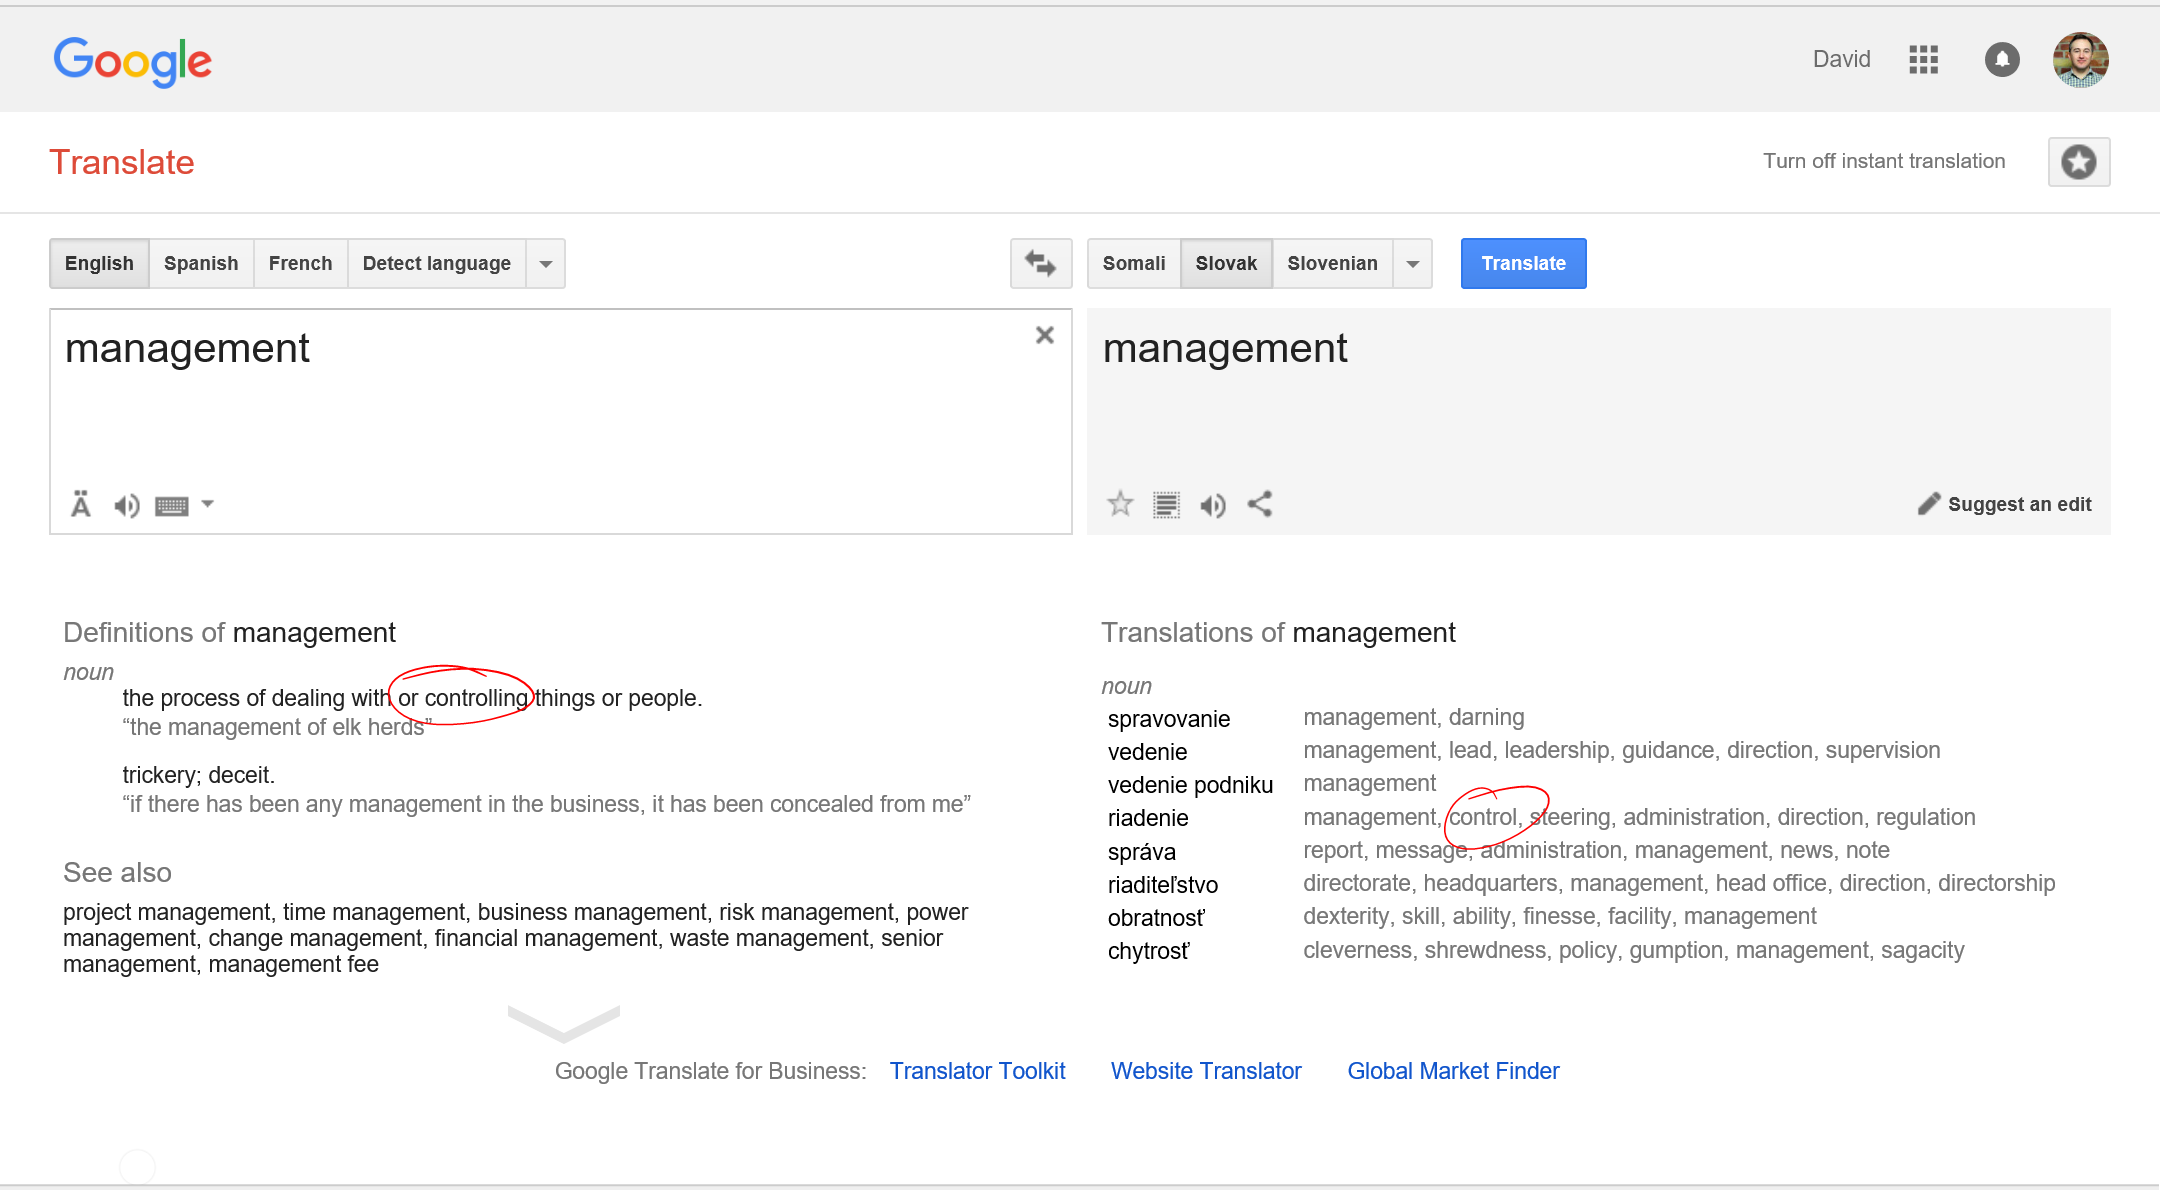 Google
David
Translate
Turn off instant translation
English Spanish French Detect language
Somali Slovak Slovenian Translate
management
management
Ä
Suggest an edit
Definitions of management
noun
the process of dealing with or controlling things or people.
“the management of elk herds”
trickery; deceit.
“if there has been any management in the business, it has been concealed from me”
See also
project management, time management, business management, risk management, power
management, change management, financial management, waste management, senior
management, management fee
Translations of management
noun
spravovanie management, darning
vedenie management, lead, leadership, guidance, direction, supervision
vedenie podniku management
riadenie management, control, steering, administration, direction, regulation
správa report, message, administration, management, news, note
riaditeľstvo directorate, headquarters, management, head office, direction, directorship
obratnosť dexterity, skill, ability, finesse, facility, management
chytrosť cleverness, shrewdness, policy, gumption, management, sagacity
Google Translate for Business: Translator Toolkit Website Translator Global Market Finder